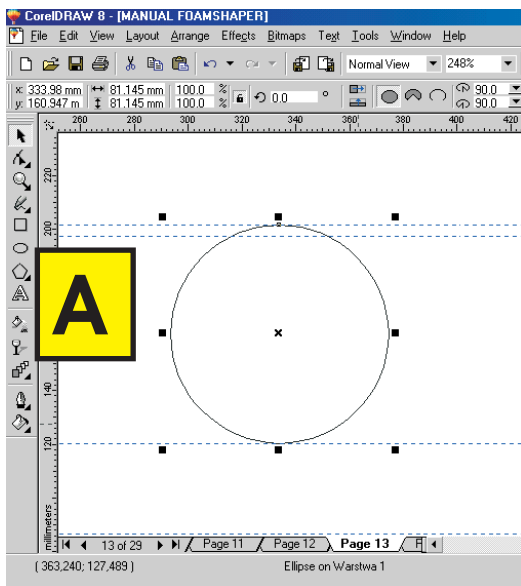 CorelDRAW 8 - [MANUAL FOAMSHAPER]
File Edit View Layout Arrange Effects Bitmaps Text Tools Window Help
Normal View 248%
x: 333.98 mm 81.145 mm 100.0 % 0.0 ° 90.0
y: 160.947 m 81.145 mm 100.0 % 90.0
260 280 300 320 340 360 380 400 420
220
200
A
140
120
millimeters
13 of 29 Page 11 Page 12 Page 13
( 363,240; 127,489 ) Ellipse on Warstwa 1